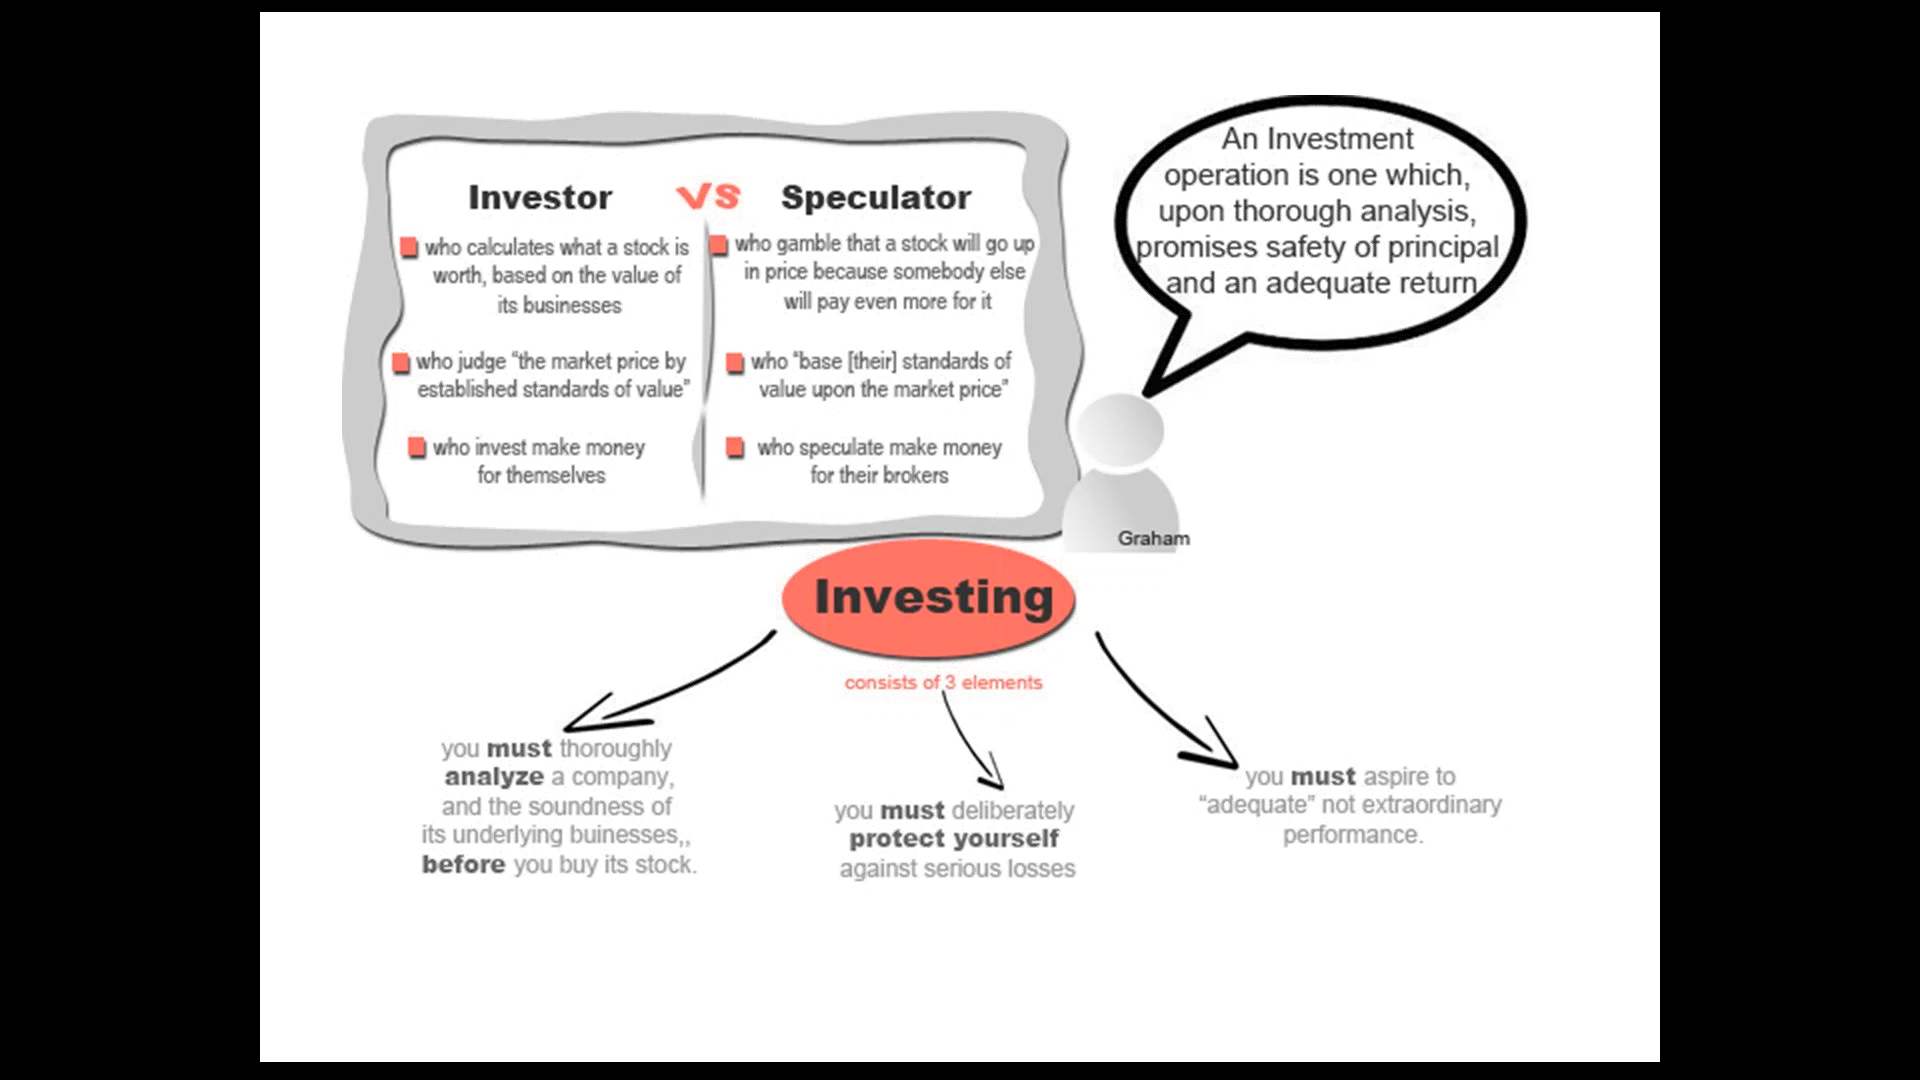 Investor VS Speculator
who calculates what a stock is
worth, based on the value of
its businesses
who judge “the market price by
established standards of value”
who invest make money
for themselves
who gamble that a stock will go up
in price because somebody else
will pay even more for it
who “base [their] standards of
value upon the market price”
who speculate make money
for their brokers
An Investment
operation is one which,
upon thorough analysis,
promises safety of principal
and an adequate return
Graham
Investing
consists of 3 elements
you must thoroughly
analyze a company,
and the soundness of
its underlying buinesses,,
before you buy its stock.
you must deliberately
protect yourself
against serious losses
you must aspire to
“adequate” not extraordinary
performance.